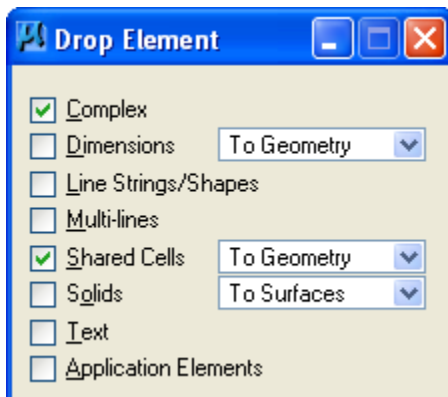 Drop Element
Complex
Dimensions To Geometry
Line Strings/Shapes
Multi-lines
Shared Cells To Geometry
Solids To Surfaces
Text
Application Elements